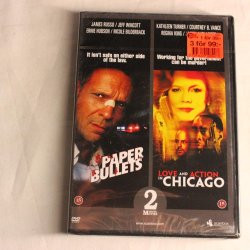 JAMES RUSSO / JEFF WINCOTT
ERNIE HUDSON / NICOLE BILDERBACK
It isn't safe on either side
of the law.
PAPER
BULLETS
KATHLEEN TURNER / COURTNEY B. VANCE
REGINA KING /
3 för 99:-
Working for the government
can be murder!
LOVE AND ACTION
IN CHICAGO
2
DVD